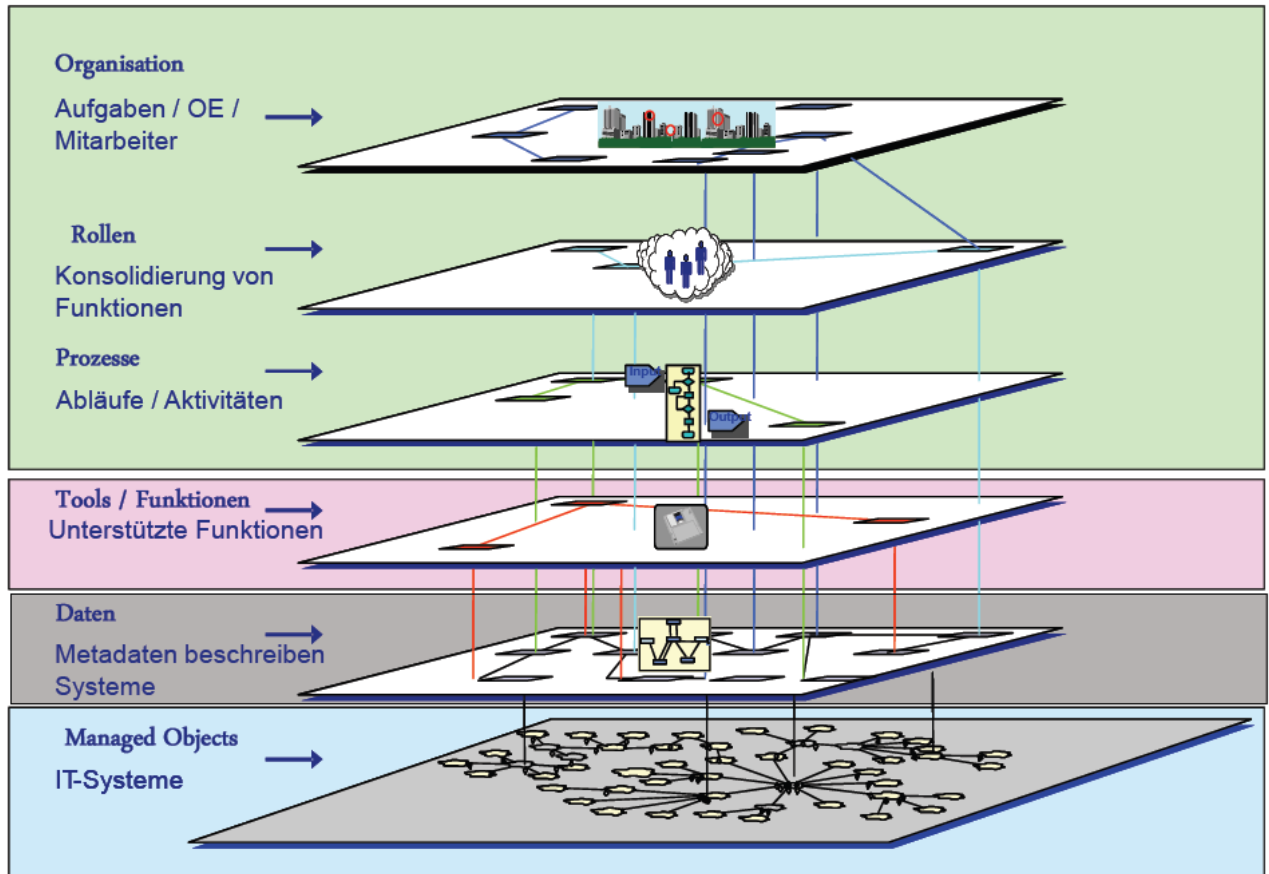 Organisation
Aufgaben / OE /
Mitarbeiter
Rollen
Konsolidierung von
Funktionen
Prozesse
Abläufe / Aktivitäten
Input
Output
Tools / Funktionen
Unterstützte Funktionen
Daten
Metadaten beschreiben
Systeme
Managed Objects
IT-Systeme